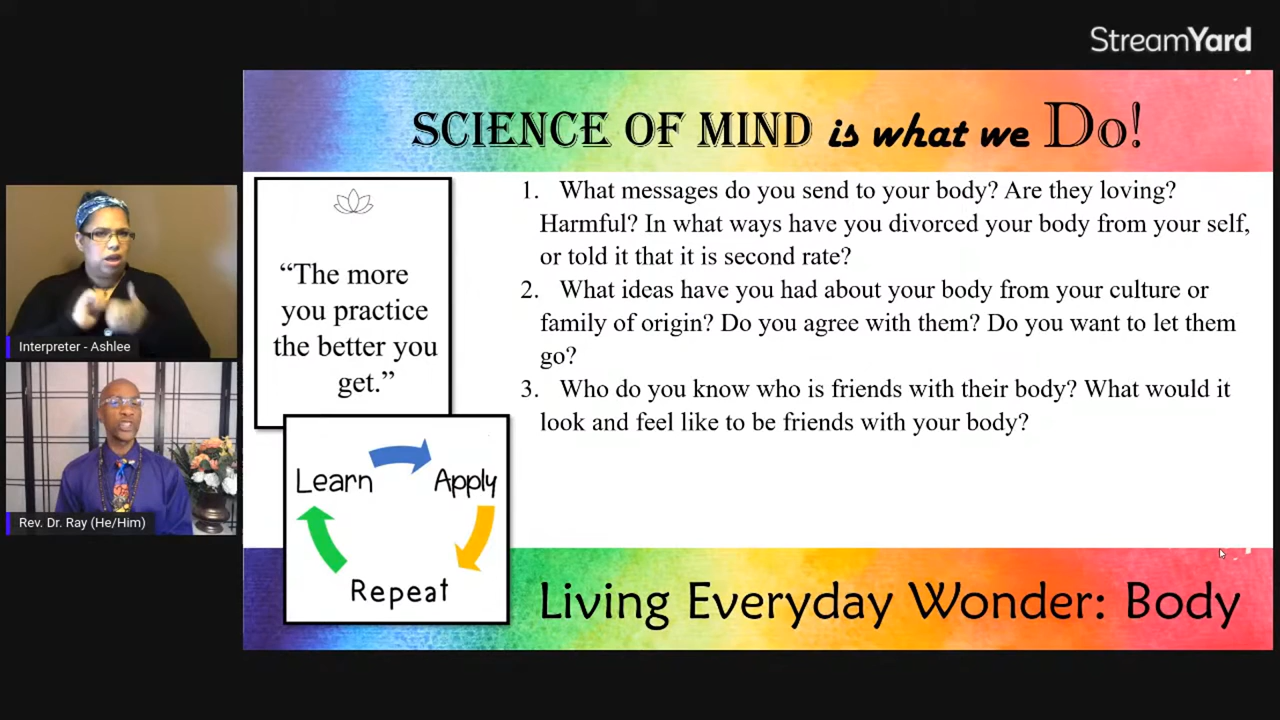 StreamYard
SCIENCE OF MIND is what we Do!
“The more
you practice
the better you
get.”
1. What messages do you send to your body? Are they loving?
Harmful? In what ways have you divorced your body from your self,
or told it that it is second rate?
2. What ideas have you had about your body from your culture or
family of origin? Do you agree with them? Do you want to let them
go?
3. Who do you know who is friends with their body? What would it
look and feel like to be friends with your body?
Interpreter - Ashlee
Rev. Dr. Ray (He/Him)
Learn
Apply
Repeat
Living Everyday Wonder: Body